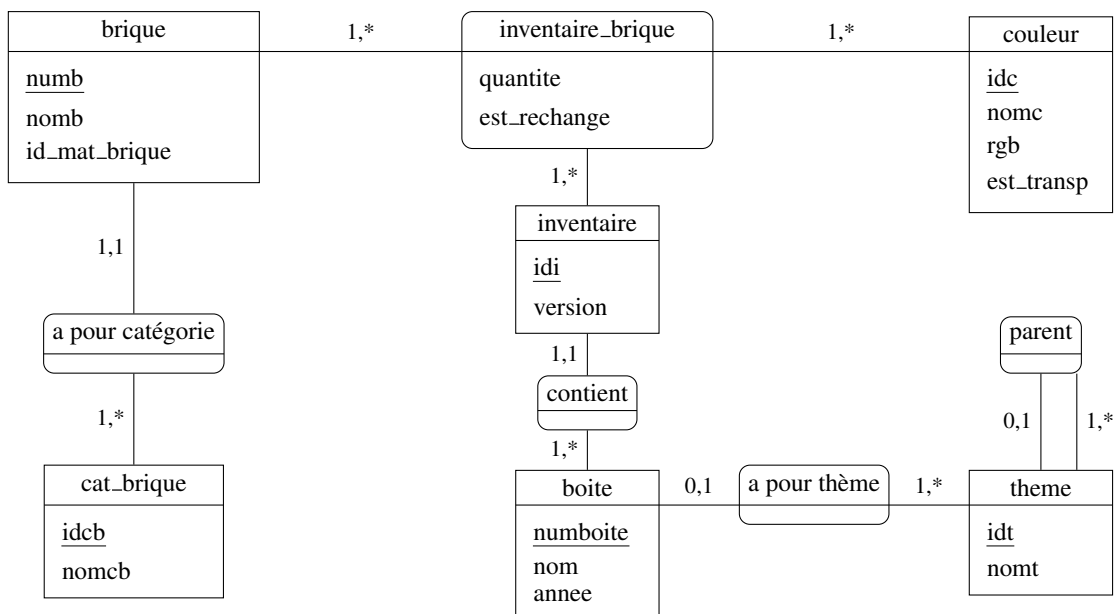 brique
numb
nomb
id_mat_brique
1,*
inventaire_brique
quantite
est_rechange
1,*
couleur
idc
nomc
rgb
est_transp
1,*
inventaire
idi
version
1,1
a pour catégorie
1,*
1,1
contient
1,*
parent
0,1
1,*
cat_brique
idcb
nomcb
boite
numboite
nom
annee
0,1
a pour thème
1,*
theme
idt
nomt